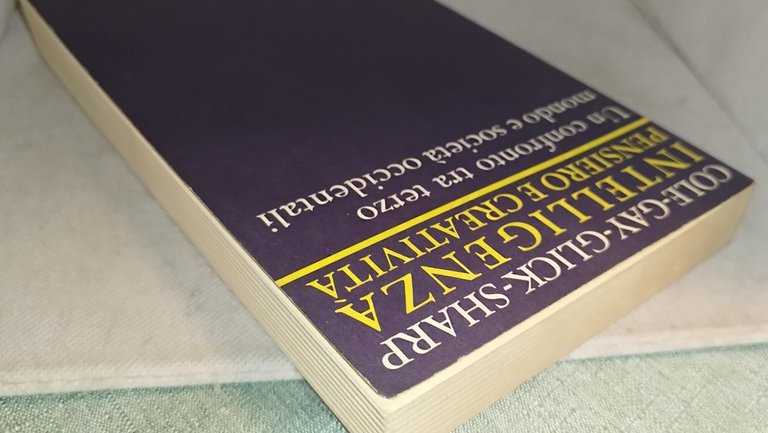 COLE-GAY-GLICK-SHARP
INTELLIGENZA
PENSIERO E CREATIVITÀ
Un confronto tra terzo
mondo e società occidentali